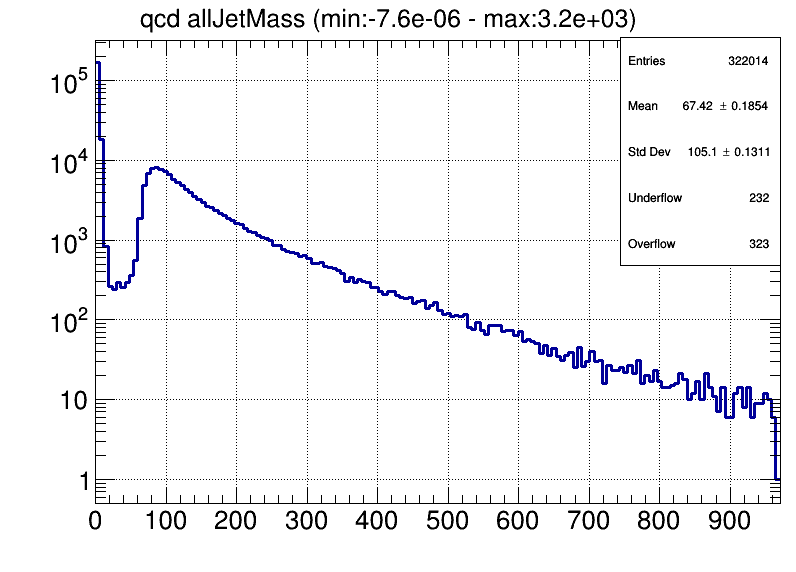 qcd allJetMass (min:-7.6e-06 - max:3.2e+03)
Entries 322014
Mean 67.42 ± 0.1854
Std Dev 105.1 ± 0.1311
Underflow 232
Overflow 323
10^5
10^4
10^3
10^2
10
1
0 100 200 300 400 500 600 700 800 900